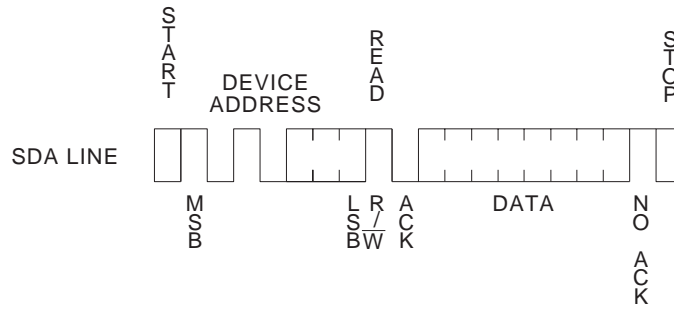 START
READ
STOP
DEVICE
ADDRESS
SDA LINE
MSB
LSB
R/W
ACK
DATA
NO ACK